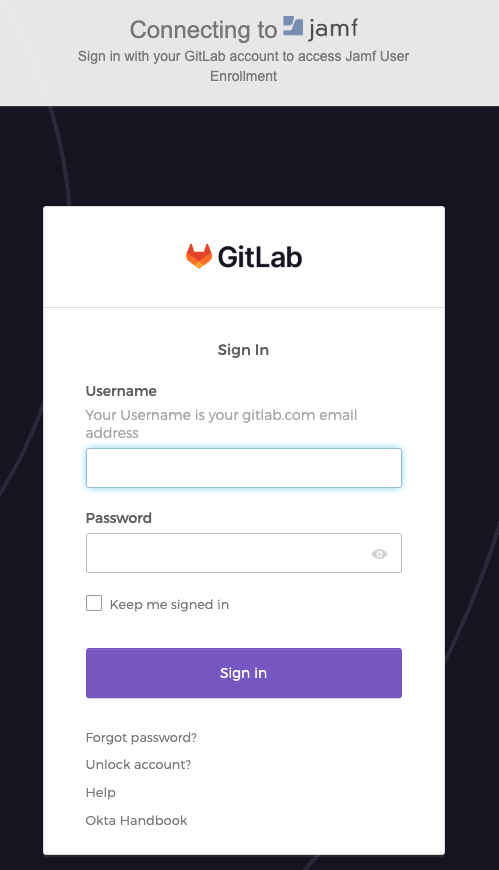 Connecting to jamf
Sign in with your GitLab account to access Jamf User
Enrollment
GitLab
Sign In
Username
Your Username is your gitlab.com email
address
Password
Keep me signed in
Sign in
Forgot password?
Unlock account?
Help
Okta Handbook